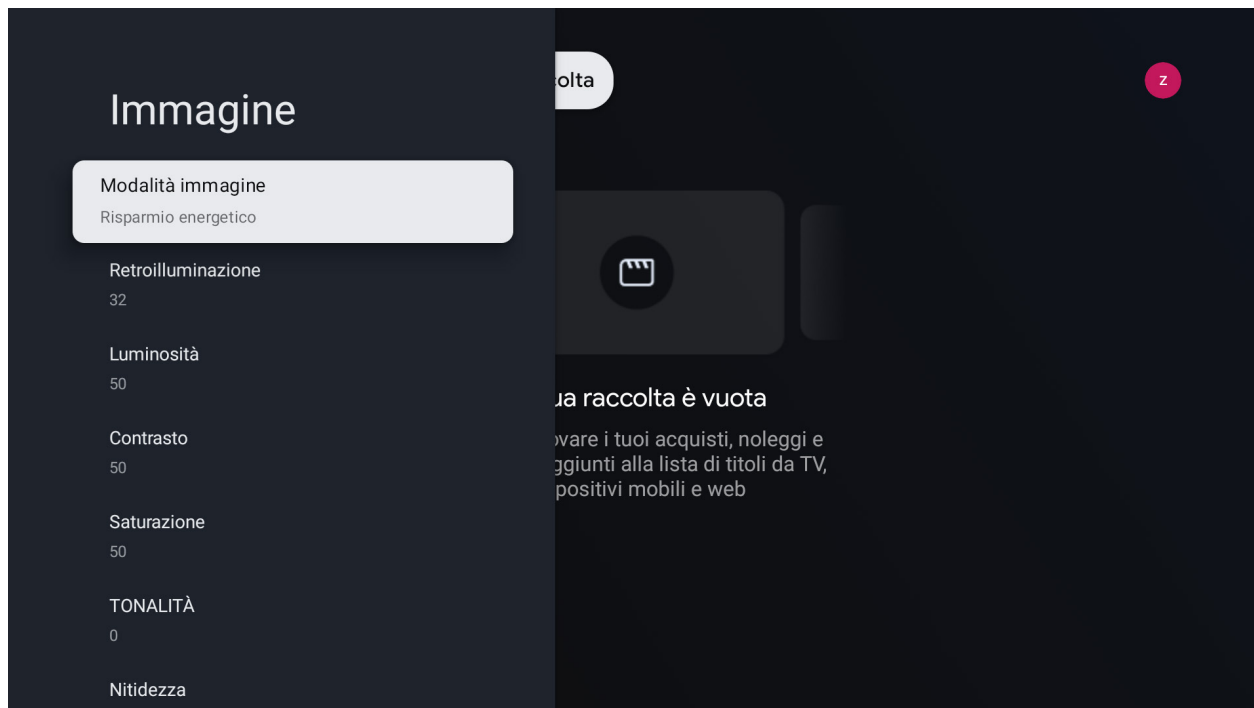 Immagine
Modalità immagine
Risparmio energetico
Retroilluminazione
32
Luminosità
50
Contrasto
50
Saturazione
50
TONALITÀ
0
Nitidezza
olta
Z
ua raccolta è vuota
vare i tuoi acquisti, noleggi e
ggiunti alla lista di titoli da TV,
positivi mobili e web